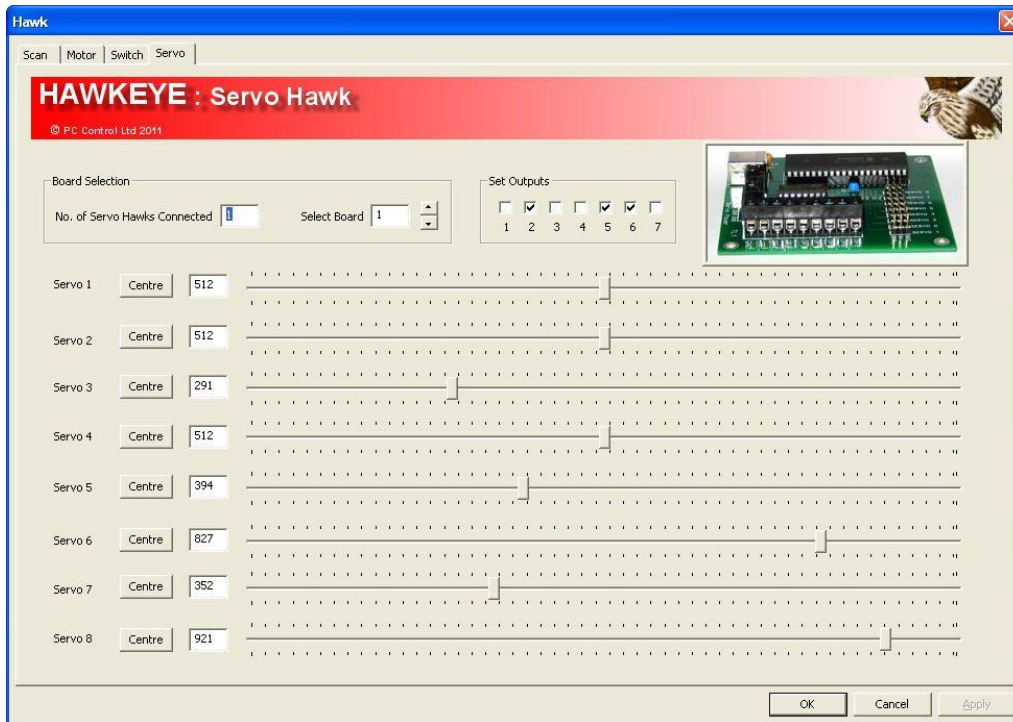 Hawk
Scan Motor Switch Servo
HAWKEYE : Servo Hawk
© PC Control Ltd 2011
Board Selection
No. of Servo Hawks Connected 1 Select Board 1
Set Outputs
1 2 3 4 5 6 7
Servo 1 Centre 512
Servo 2 Centre 512
Servo 3 Centre 291
Servo 4 Centre 512
Servo 5 Centre 394
Servo 6 Centre 827
Servo 7 Centre 352
Servo 8 Centre 921
OK Cancel Apply